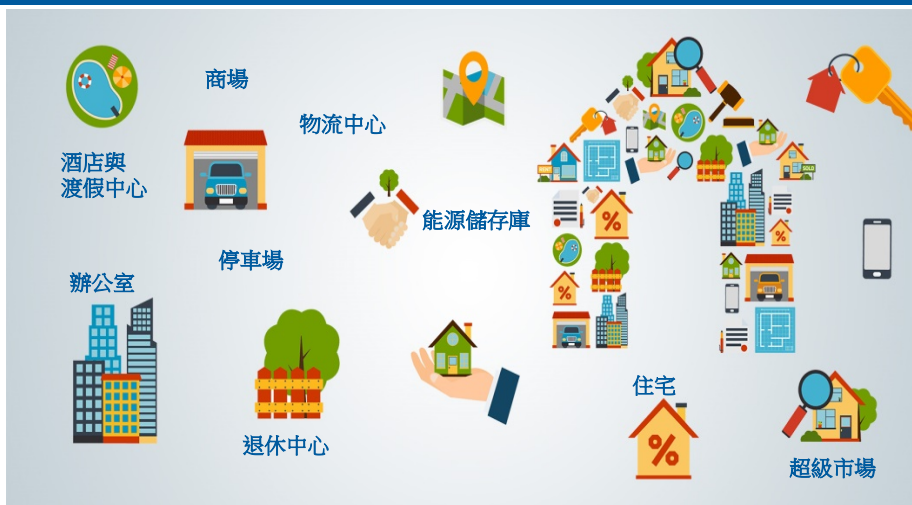 商場
物流中心
酒店與
渡假中心
能源儲存庫
停車場
辦公室
住宅
退休中心
超級市場